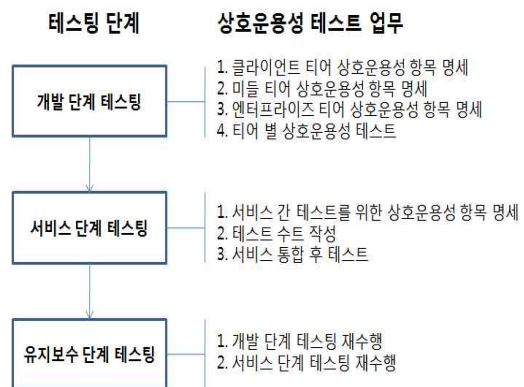 테스팅 단계
상호운용성 테스트 업무
개발 단계 테스팅
1. 클라이언트 티어 상호운용성 항목 명세
2. 미들 티어 상호운용성 항목 명세
3. 엔터프라이즈 티어 상호운용성 항목 명세
4. 티어 별 상호운용성 테스트
서비스 단계 테스팅
1. 서비스 간 테스트를 위한 상호운용성 항목 명세
2. 테스트 수트 작성
3. 서비스 통합 후 테스트
유지보수 단계 테스팅
1. 개발 단계 테스팅 재수행
2. 서비스 단계 테스팅 재수행